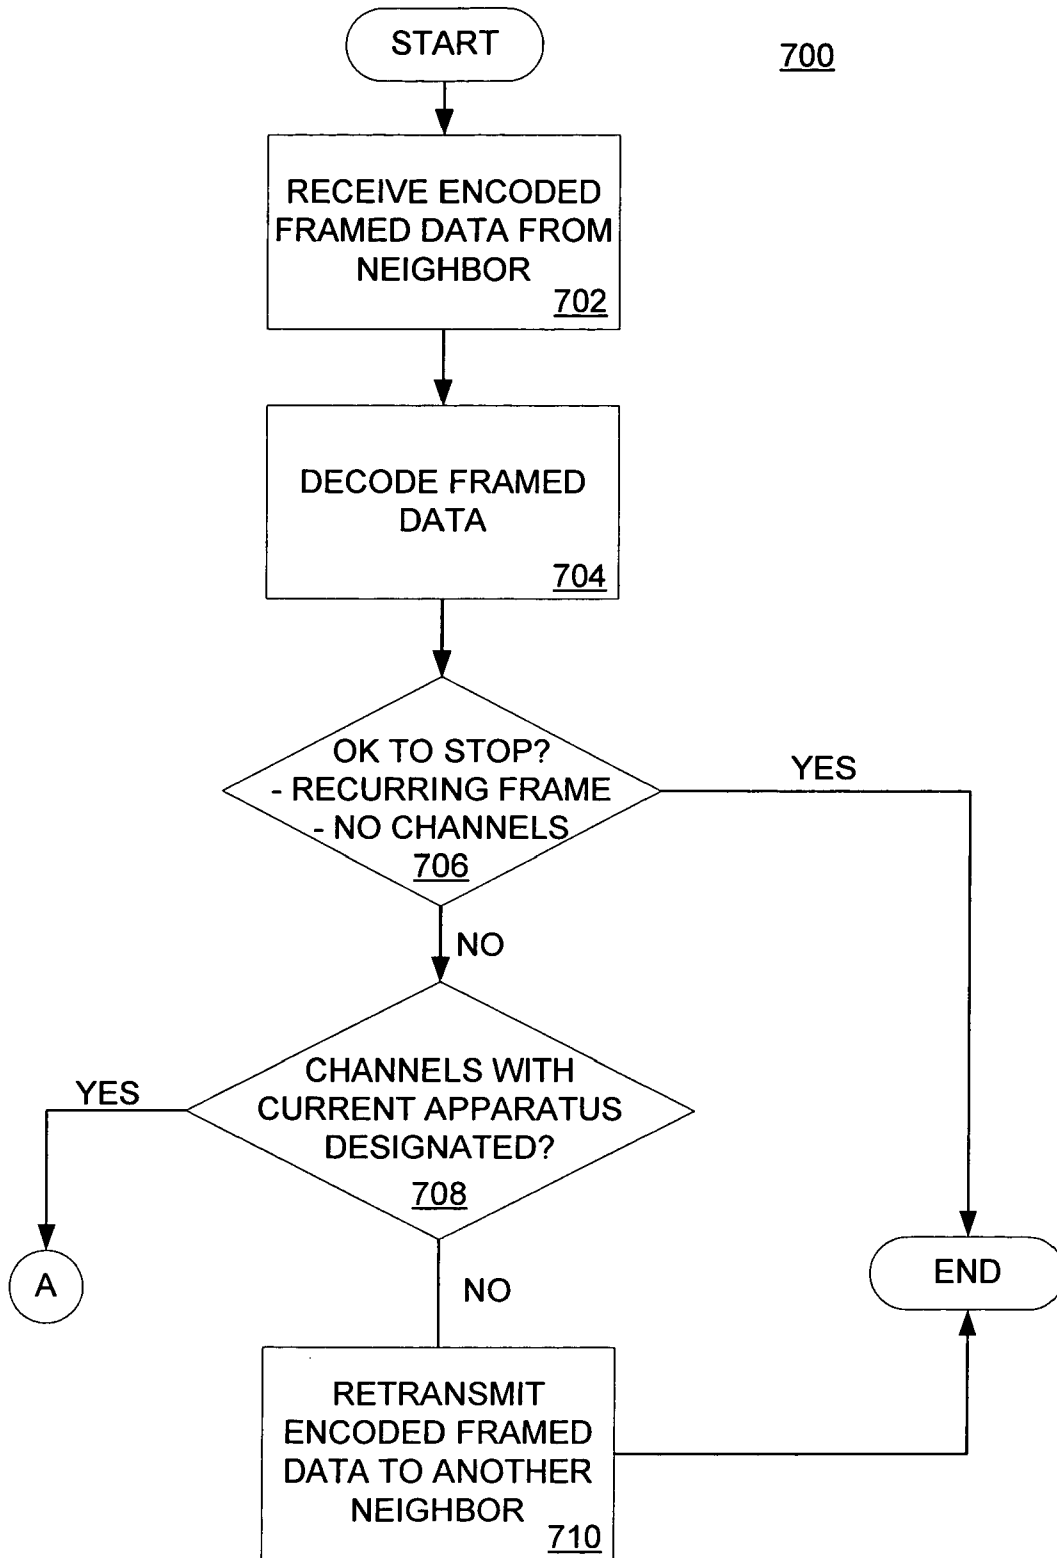 START
700
RECEIVE ENCODED
FRAMED DATA FROM
NEIGHBOR
702
DECODE FRAMED
DATA
704
OK TO STOP?
- RECURRING FRAME
- NO CHANNELS
706
YES
NO
CHANNELS WITH
CURRENT APPARATUS
DESIGNATED?
708
YES
A
NO
END
RETRANSMIT
ENCODED FRAMED
DATA TO ANOTHER
NEIGHBOR
710